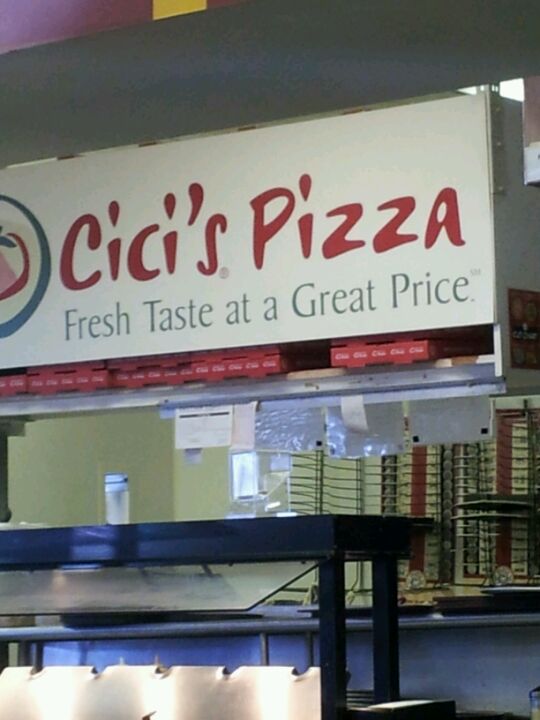 Cici's Pizza
Fresh Taste at a Great Price